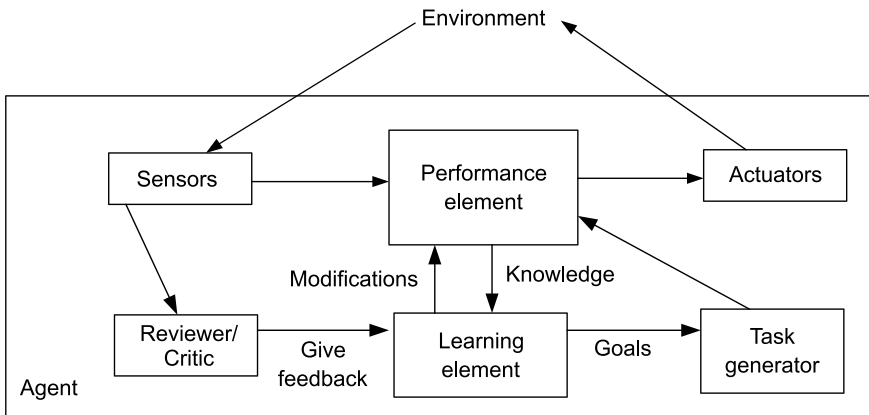 Environment
Sensors
Performance
element
Actuators
Modifications
Knowledge
Reviewer/
Critic
Give
feedback
Learning
element
Goals
Task
generator
Agent